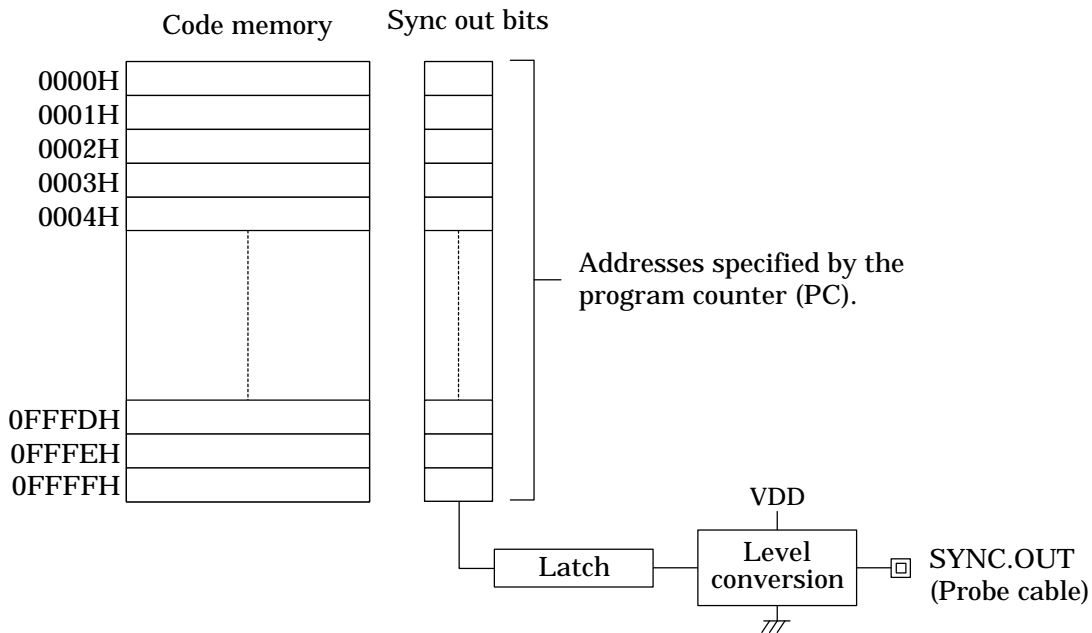 Code memory
Sync out bits
0000H
0001H
0002H
0003H
0004H
Addresses specified by the
program counter (PC).
0FFFDH
0FFFEH
0FFFFH
VDD
Latch
Level
conversion
SYNC.OUT
(Probe cable)